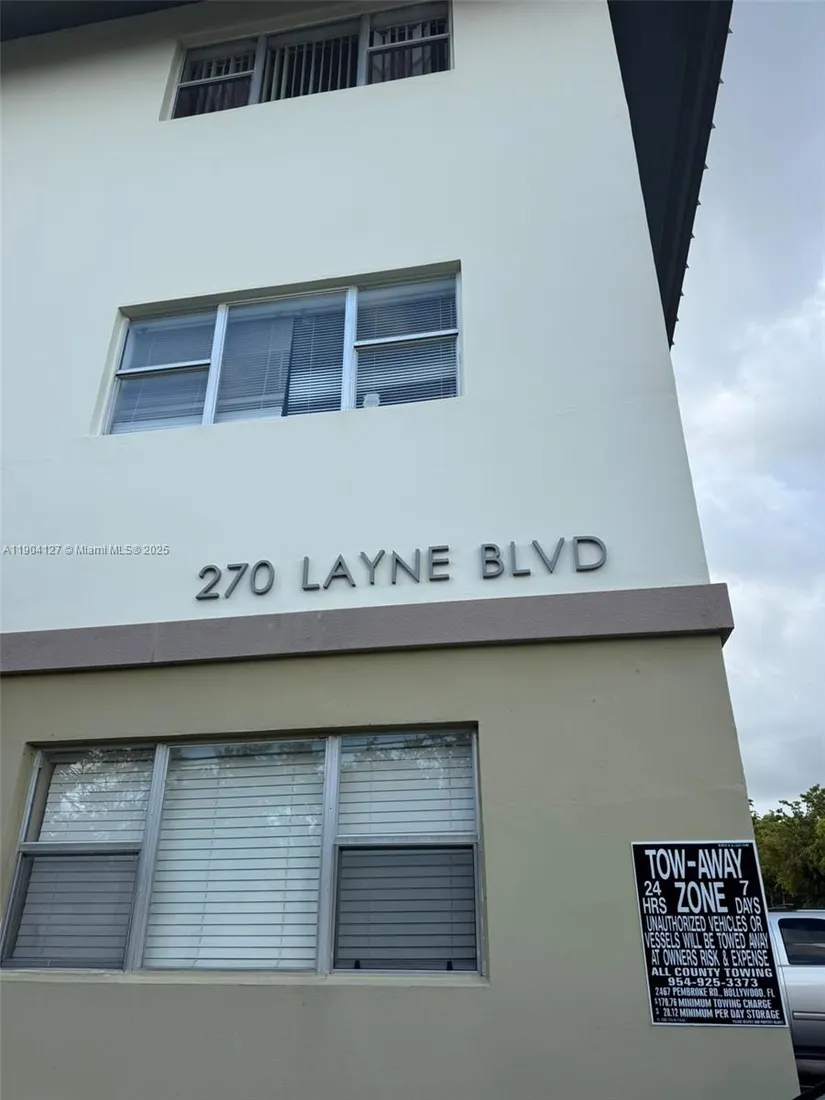 A11904127 © Miami MLS® 2025
270 LAYNE BLVD
TOW-AWAY
24 ZONE 7
HRS DAYS
UNAUTHORIZED VEHICLES OR
VESSELS WILL BE TOWED AWAY
AT OWNERS RISK & EXPENSE
ALL COUNTY TOWING
954-925-3373
2467 PEMBROKE RD., HOLLYWOOD, FL
$170.76 MINIMUM TOWING CHARGE
$ 28.12 MINIMUM PER DAY STORAGE